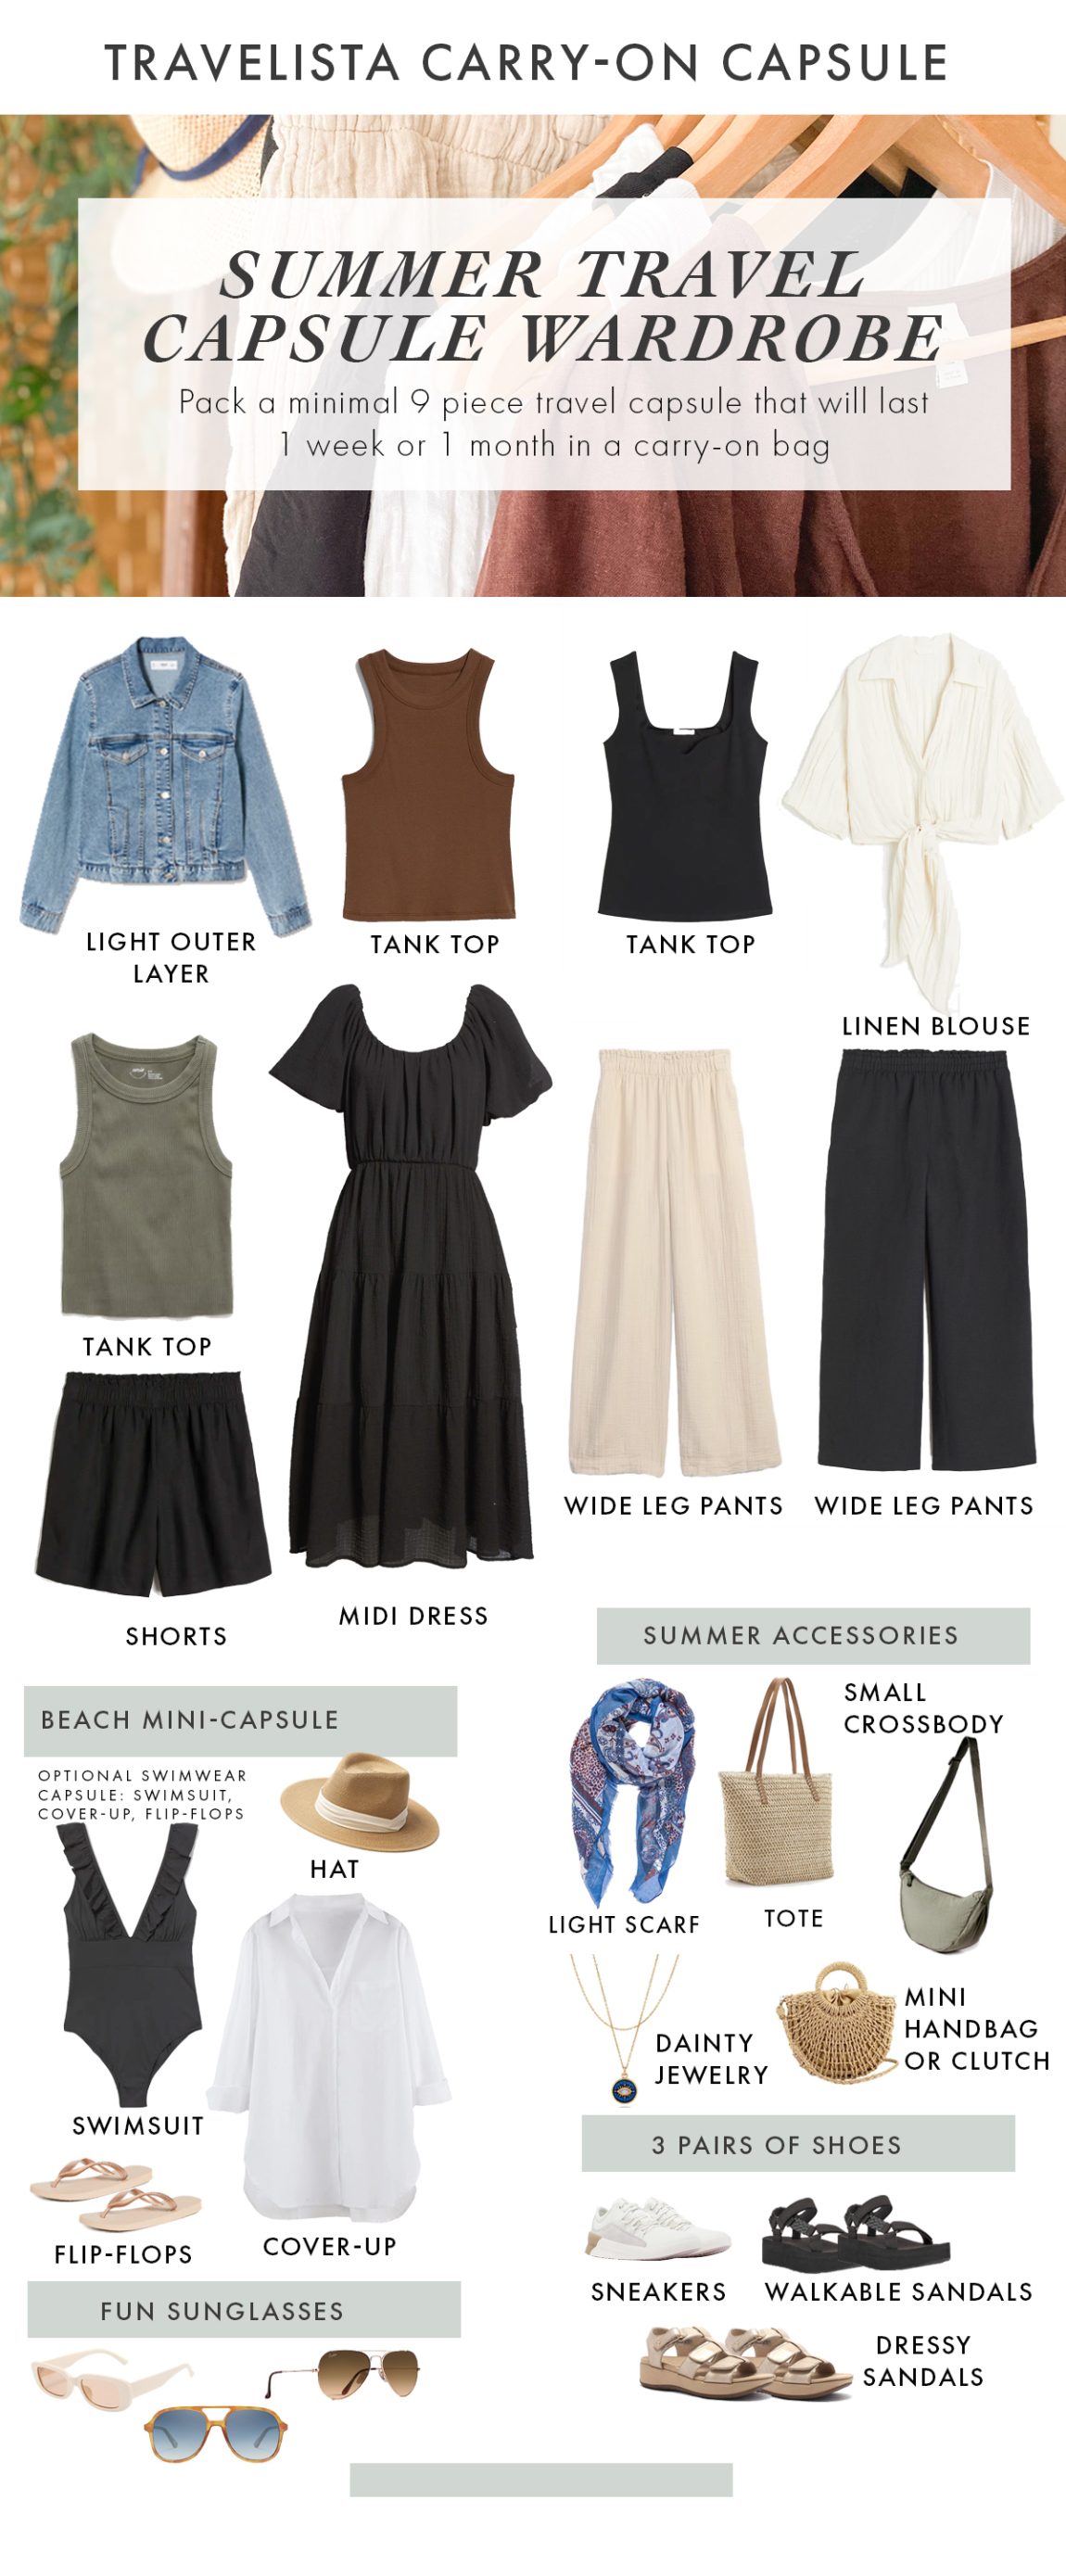 TRAVELISTA CARRY-ON CAPSULE
SUMMER TRAVEL
CAPSULE WARDROBE
Pack a minimal 9 piece travel capsule that will last
1 week or 1 month in a carry-on bag
LIGHT OUTER
LAYER
TANK TOP
TANK TOP
LINEN BLOUSE
TANK TOP
WIDE LEG PANTS
WIDE LEG PANTS
MIDI DRESS
SHORTS
SUMMER ACCESSORIES
SMALL
CROSSBODY
LIGHT SCARF
TOTE
DAINTY
JEWELRY
MINI
HANDBAG
OR CLUTCH
BEACH MINI-CAPSULE
OPTIONAL SWIMWEAR
CAPSULE: SWIMSUIT,
COVER-UP, FLIP-FLOPS
HAT
SWIMSUIT
COVER-UP
FLIP-FLOPS
3 PAIRS OF SHOES
SNEAKERS
WALKABLE SANDALS
DRESSY
SANDALS
FUN SUNGLASSES